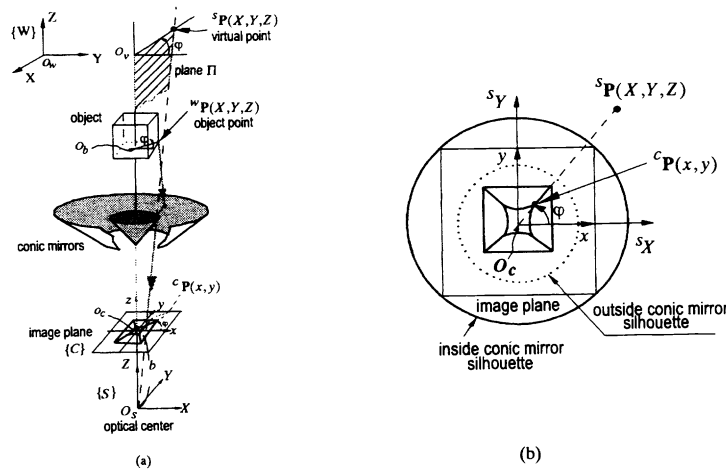 {W}
Z
Y
X
O_w
O_v
φ
ˢP(X,Y,Z)
virtual point
plane Π
object
ʷP(X,Y,Z)
object point
O_b
φ
conic mirrors
z
ᶜP(x,y)
O_c
y
φ
x
image plane
{C}
Z
b
Y
{S}
O_s
X
optical center
(a)
ˢY
ˢP(X,Y,Z)
y
ᶜP(x,y)
φ
x
ˢX
O_c
image plane
outside conic mirror
silhouette
inside conic mirror
silhouette
(b)